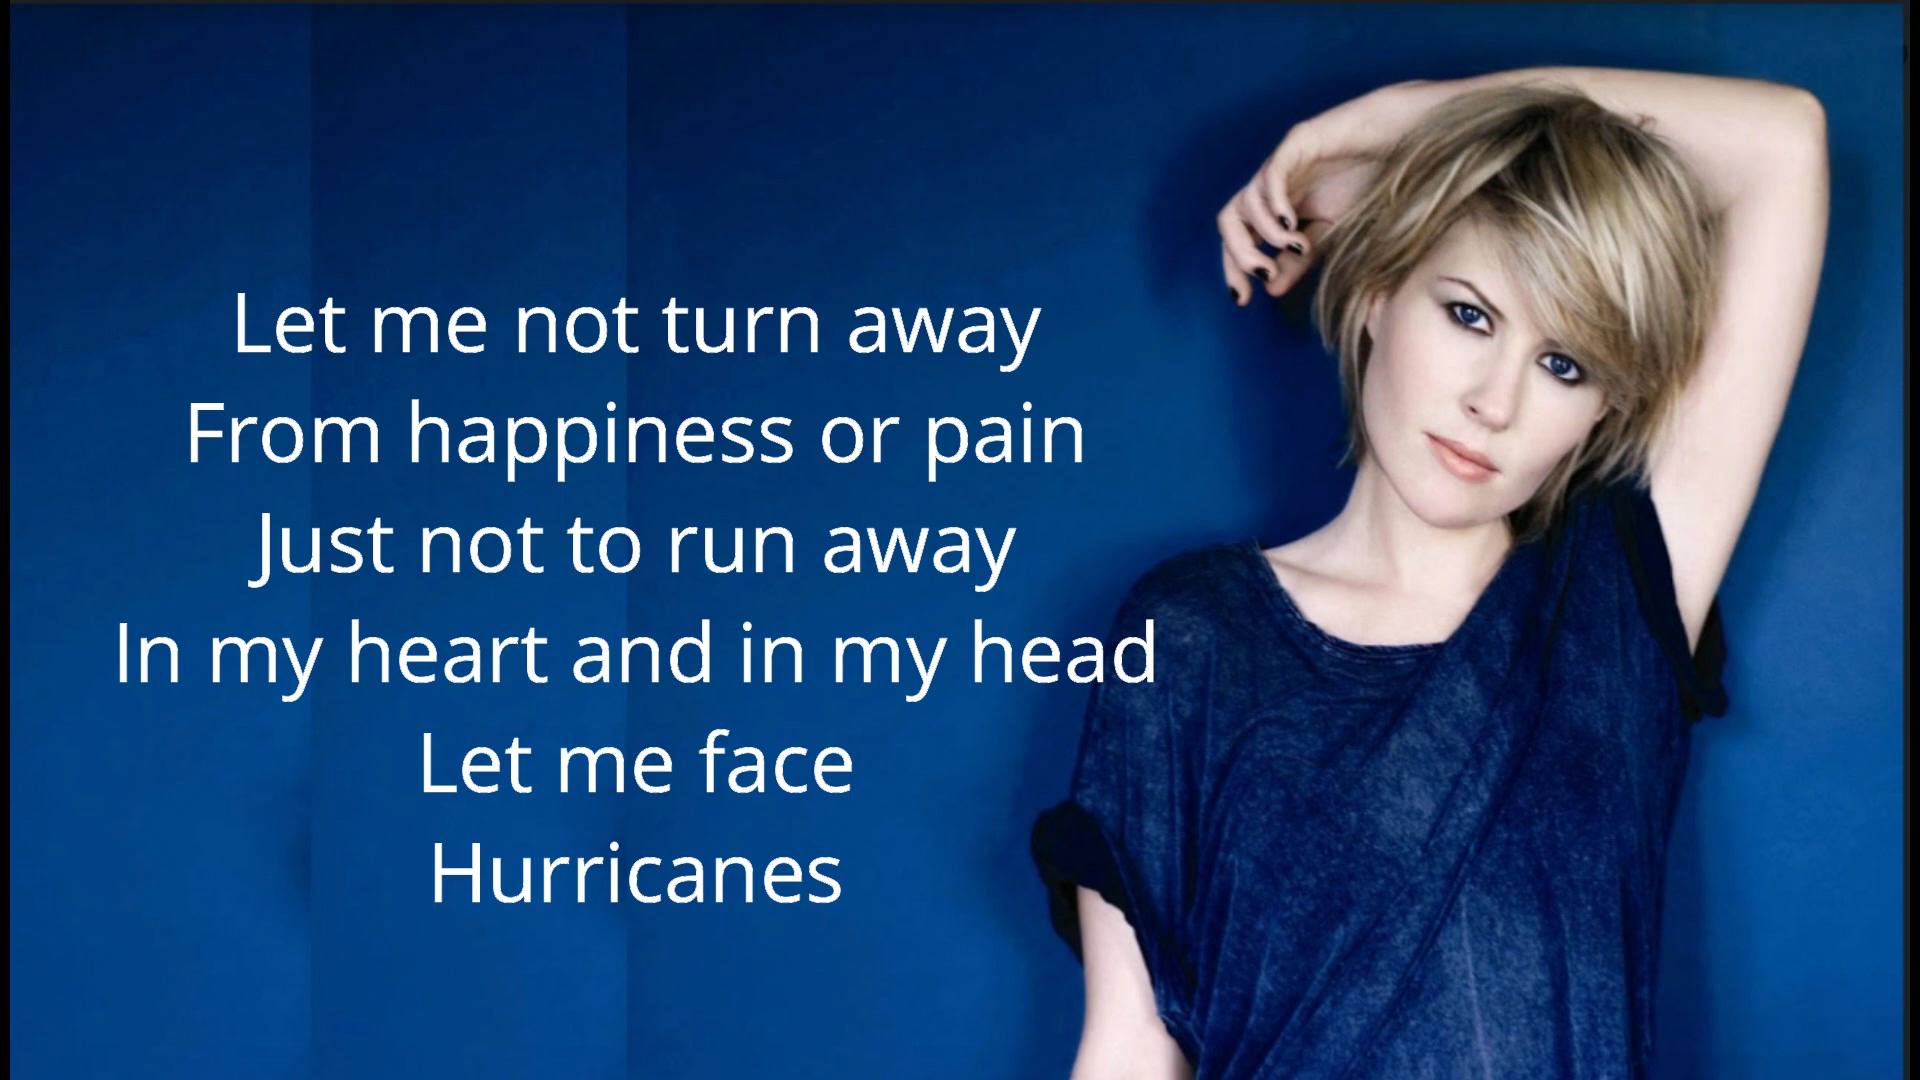 Let me not turn away
From happiness or pain
Just not to run away
In my heart and in my head
Let me face
Hurricanes